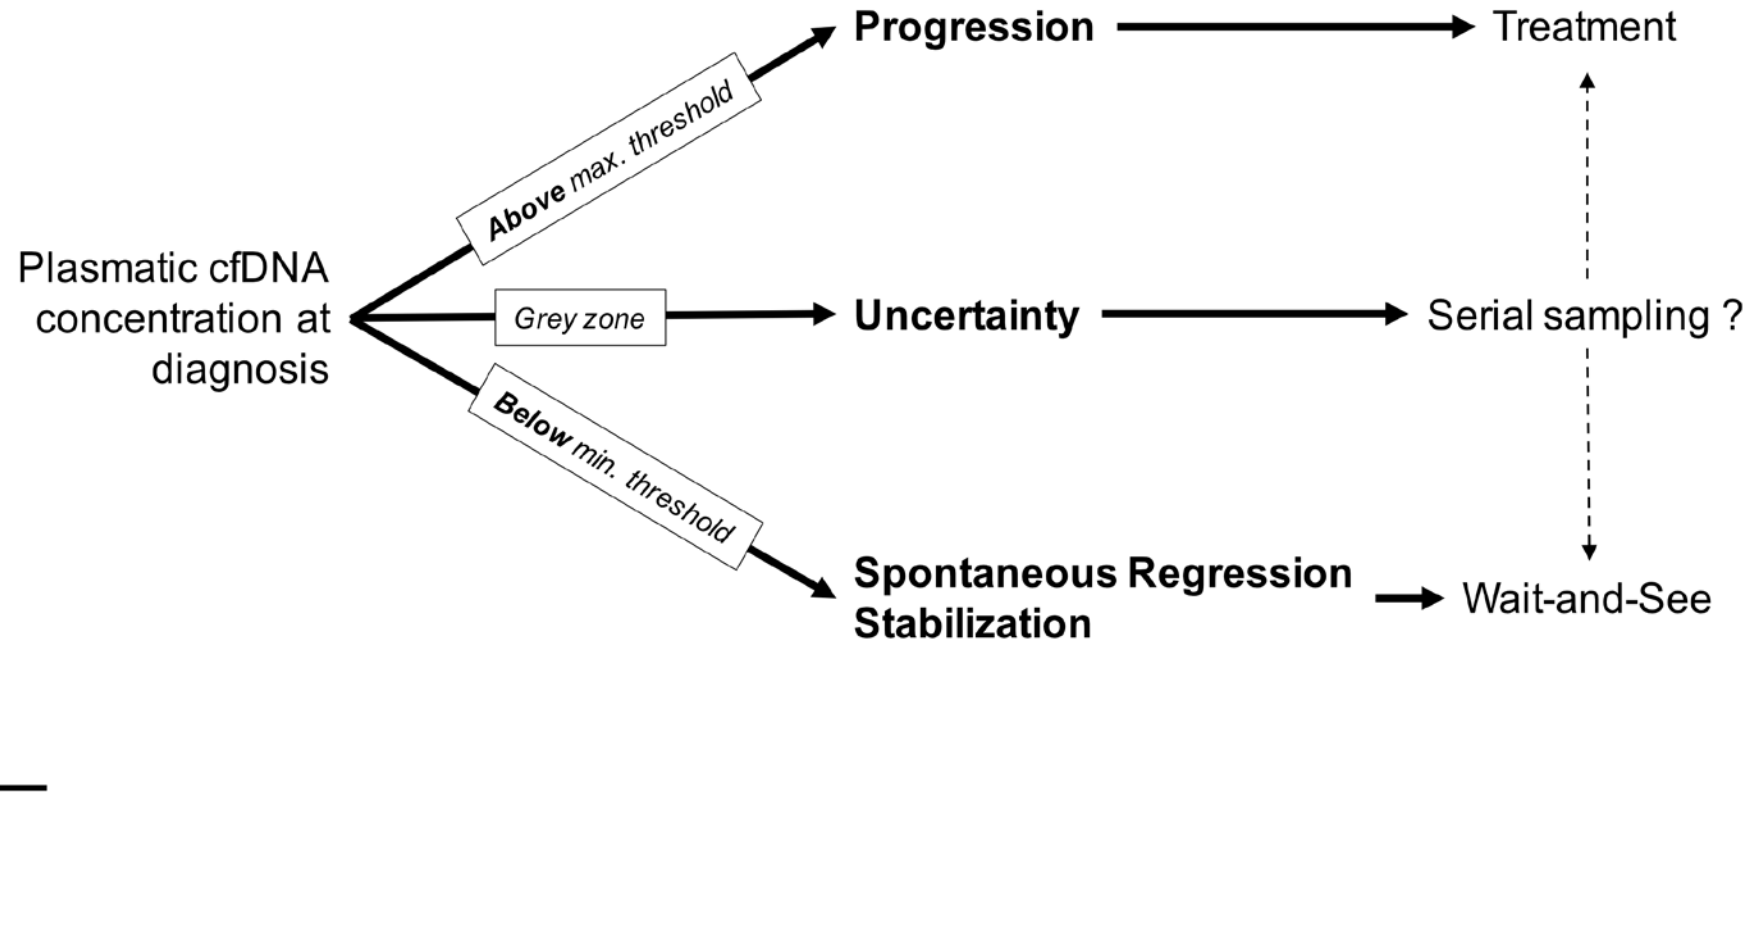 Progression
Treatment
Above max. threshold
Plasmatic cfDNA
concentration at
diagnosis
Grey zone
Uncertainty
Serial sampling ?
Below min. threshold
Spontaneous Regression
Stabilization
Wait-and-See